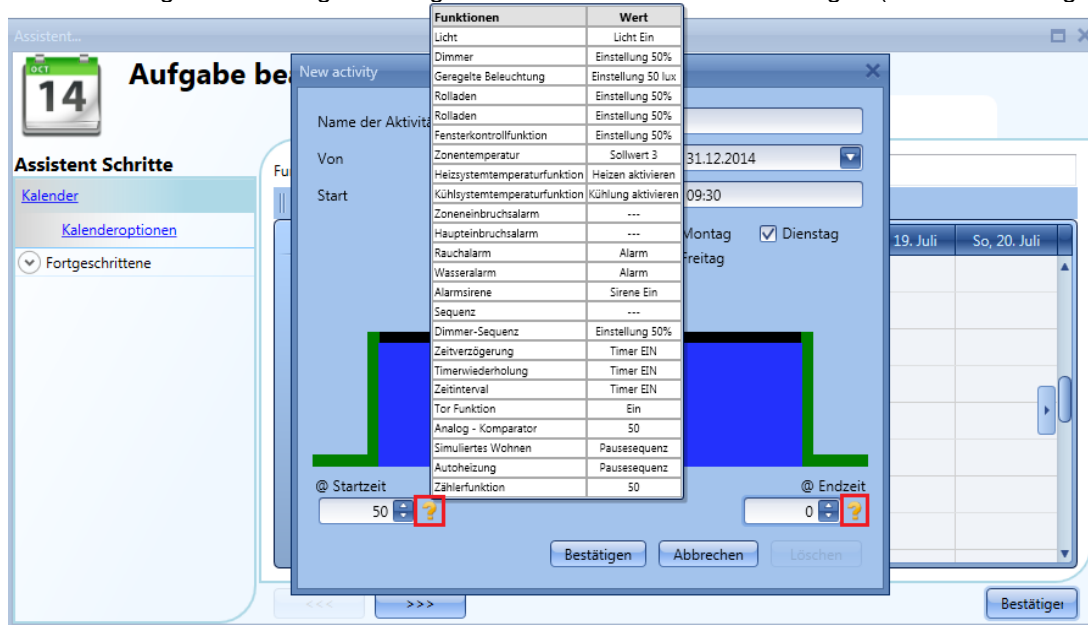 Assistent...
OCT
14
Aufgabe bea
Assistent Schritte
Kalender
Kalenderoptionen
Fortgeschrittene
Fu
19. Juli
So, 20. Juli
New activity
Name der Aktivitä
Von
31.12.2014
Start
09:30
Montag
Dienstag
Freitag
Funktionen Wert
Licht Licht Ein
Dimmer Einstellung 50%
Geregelte Beleuchtung Einstellung 50 lux
Rolladen Einstellung 50%
Rolladen Einstellung 50%
Fensterkontrollfunktion Einstellung 50%
Zonentemperatur Sollwert 3
Heizsystemtemperaturfunktion Heizen aktivieren
Kühlsystemtemperaturfunktion Kühlung aktivieren
Zoneneinbruchsalarm ---
Haupteinbruchsalarm ---
Rauchalarm Alarm
Wasseralarm Alarm
Alarmsirene Sirene Ein
Sequenz ---
Dimmer-Sequenz Einstellung 50%
Zeitverzögerung Timer EIN
Timerwiederholung Timer EIN
Zeitinterval Timer EIN
Tor Funktion Ein
Analog - Komparator 50
Simuliertes Wohnen Pausesequenz
Autoheizung Pausesequenz
Zählerfunktion 50
@ Startzeit
50 ?
@ Endzeit
0 ?
Bestätigen
Abbrechen
Löschen
<<<
>>>
Bestätiger